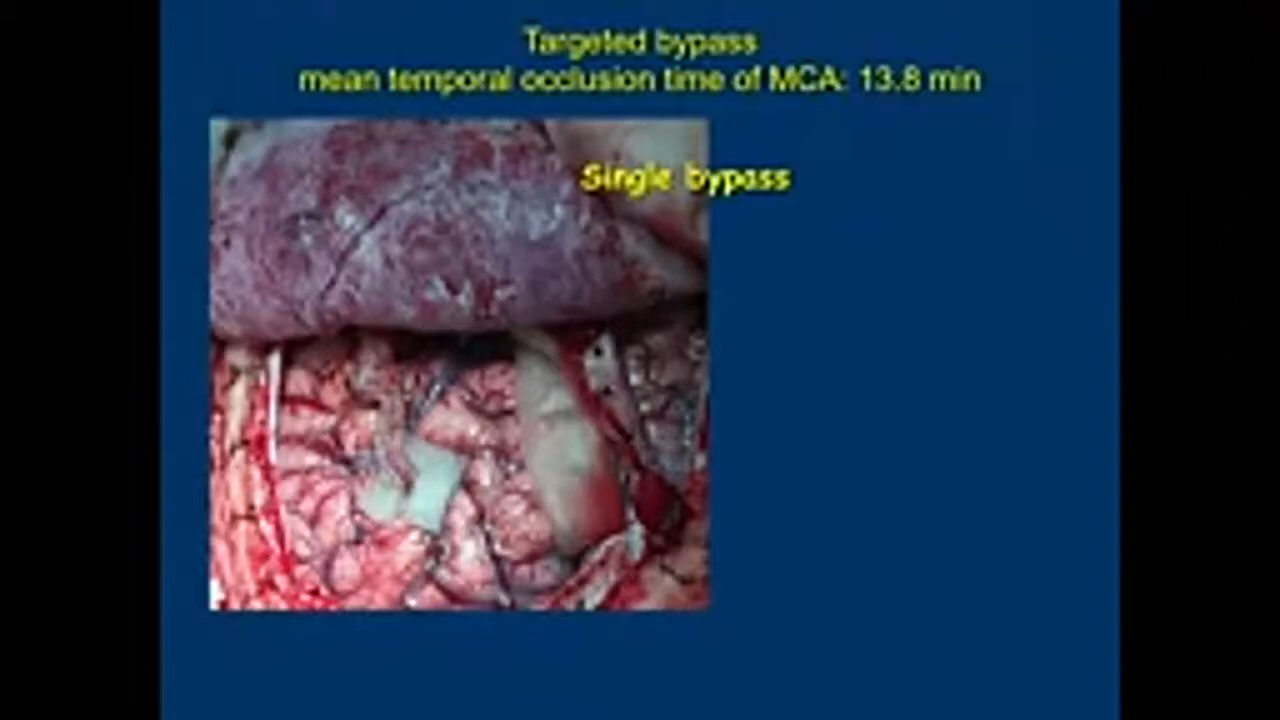 Targeted bypass
mean temporal occlusion time of MCA: 13.8 min
Single bypass